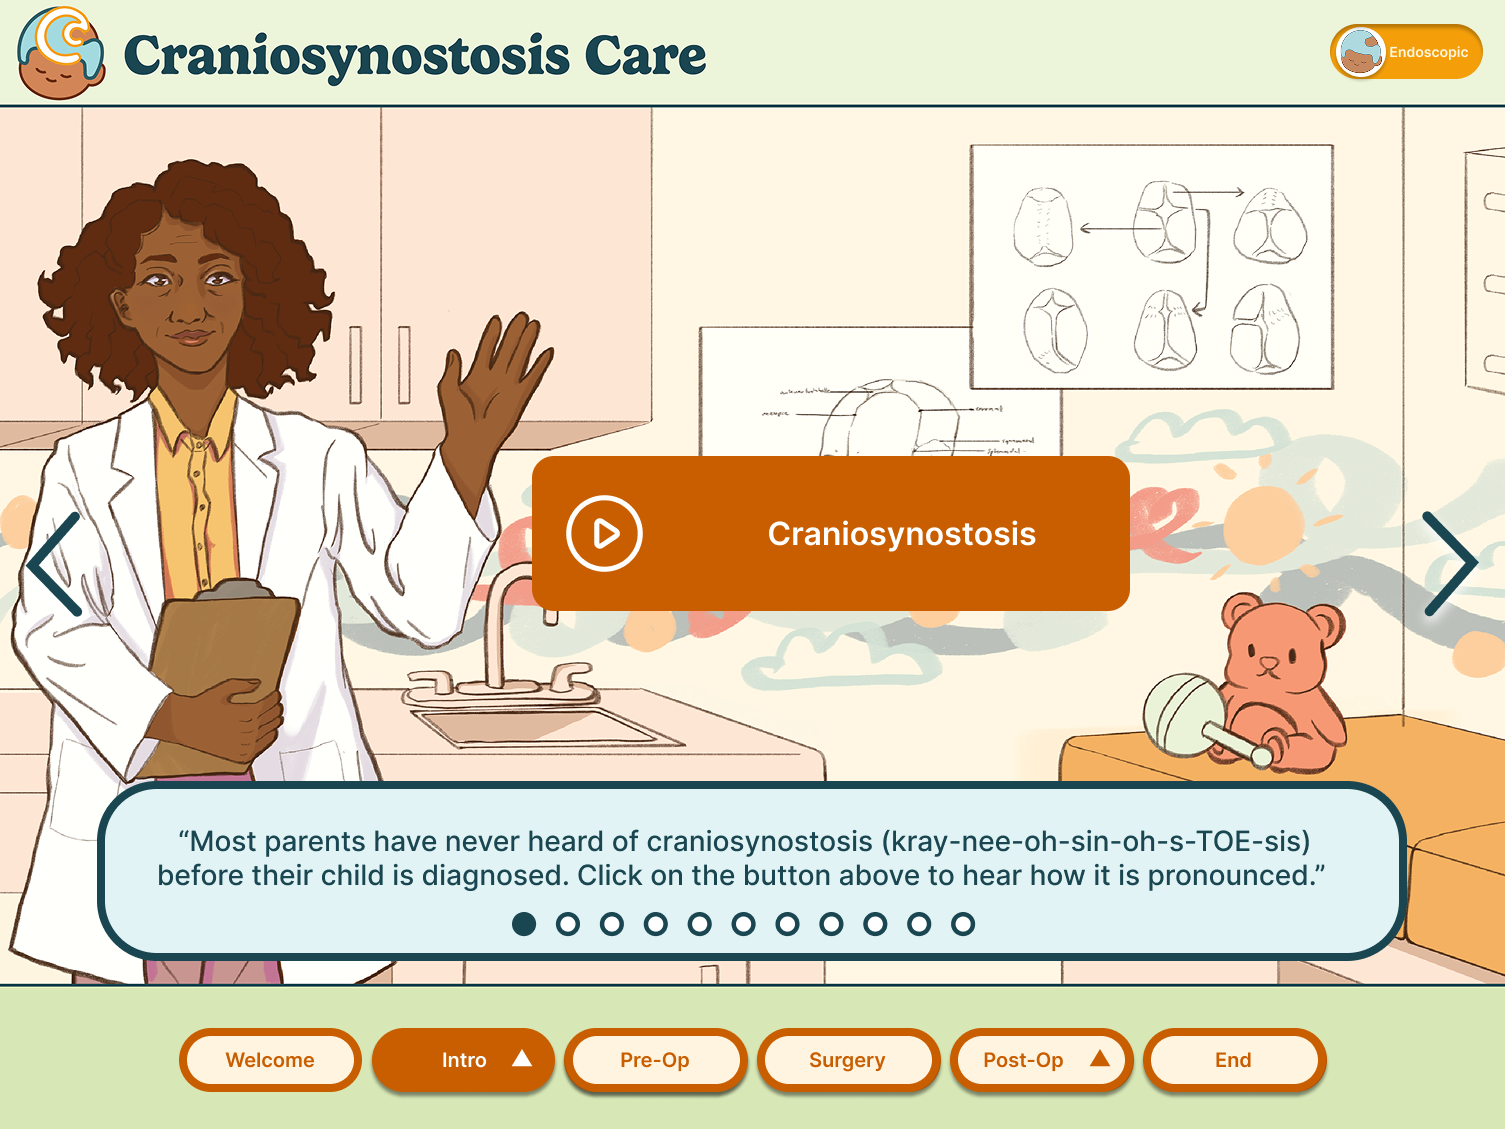 Craniosynostosis Care
Endoscopic
coronal
Craniosynostosis
“Most parents have never heard of craniosynostosis (kray-nee-oh-sin-oh-s-TOE-sis)
before their child is diagnosed. Click on the button above to hear how it is pronounced.”
Welcome
Intro
Pre-Op
Surgery
Post-Op
End